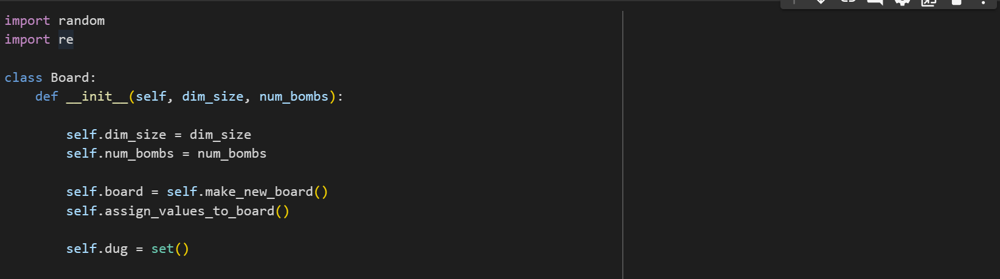 import random
import re
class Board:
    def __init__(self, dim_size, num_bombs):
        self.dim_size = dim_size
        self.num_bombs = num_bombs
        self.board = self.make_new_board()
        self.assign_values_to_board()
        self.dug = set()